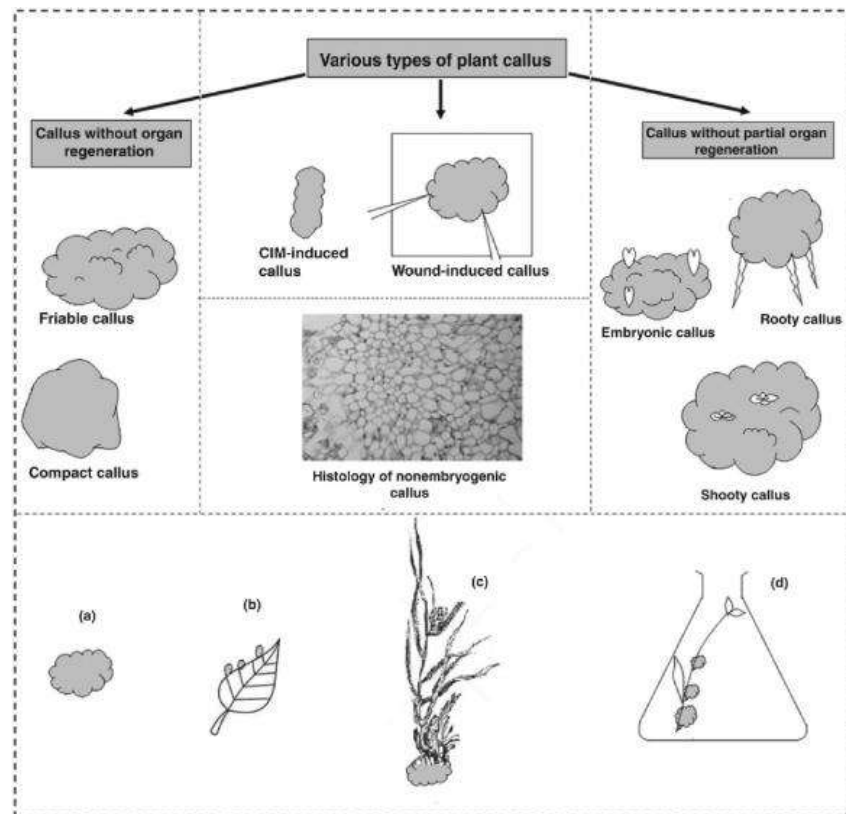 Various types of plant callus
Callus without organ
regeneration
Callus without partial organ
regeneration
CIM-induced
callus
Wound-induced callus
Friable callus
Embryonic callus
Rooty callus
Compact callus
Histology of nonembryogenic
callus
Shooty callus
(a)
(b)
(c)
(d)